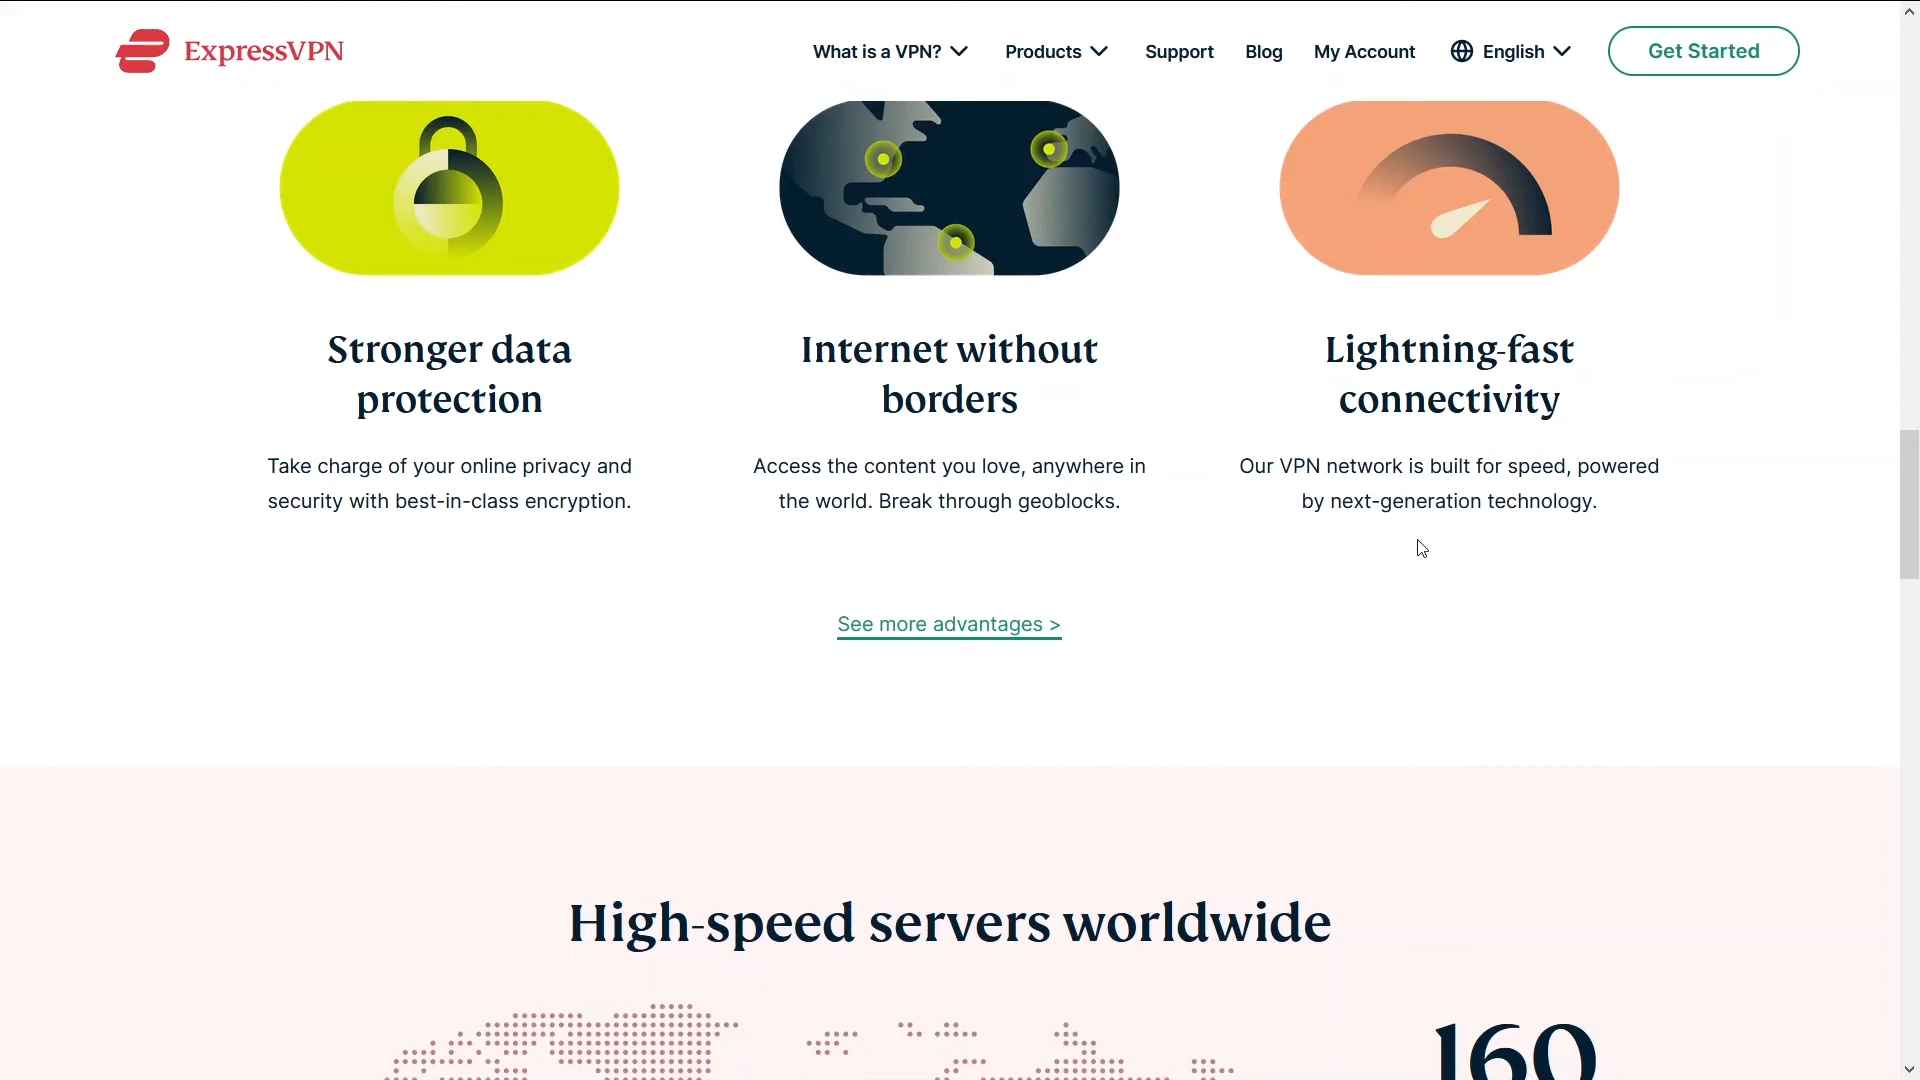 ExpressVPN
What is a VPN?
Products
Support
Blog
My Account
English
Get Started
Stronger data
protection
Take charge of your online privacy and
security with best-in-class encryption.
Internet without
borders
Access the content you love, anywhere in
the world. Break through geoblocks.
Lightning-fast
connectivity
Our VPN network is built for speed, powered
by next-generation technology.
See more advantages >
High-speed servers worldwide
160